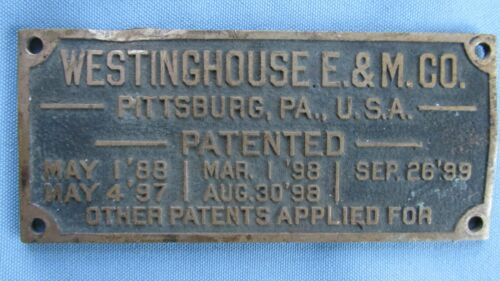 WESTINGHOUSE E. & M. CO.
PITTSBURG, PA., U.S.A.
PATENTED
MAY 1 '88 | MAR. 1 '98 | SEP. 26 '99
MAY 4 '97 | AUG. 30 '98 |
OTHER PATENTS APPLIED FOR